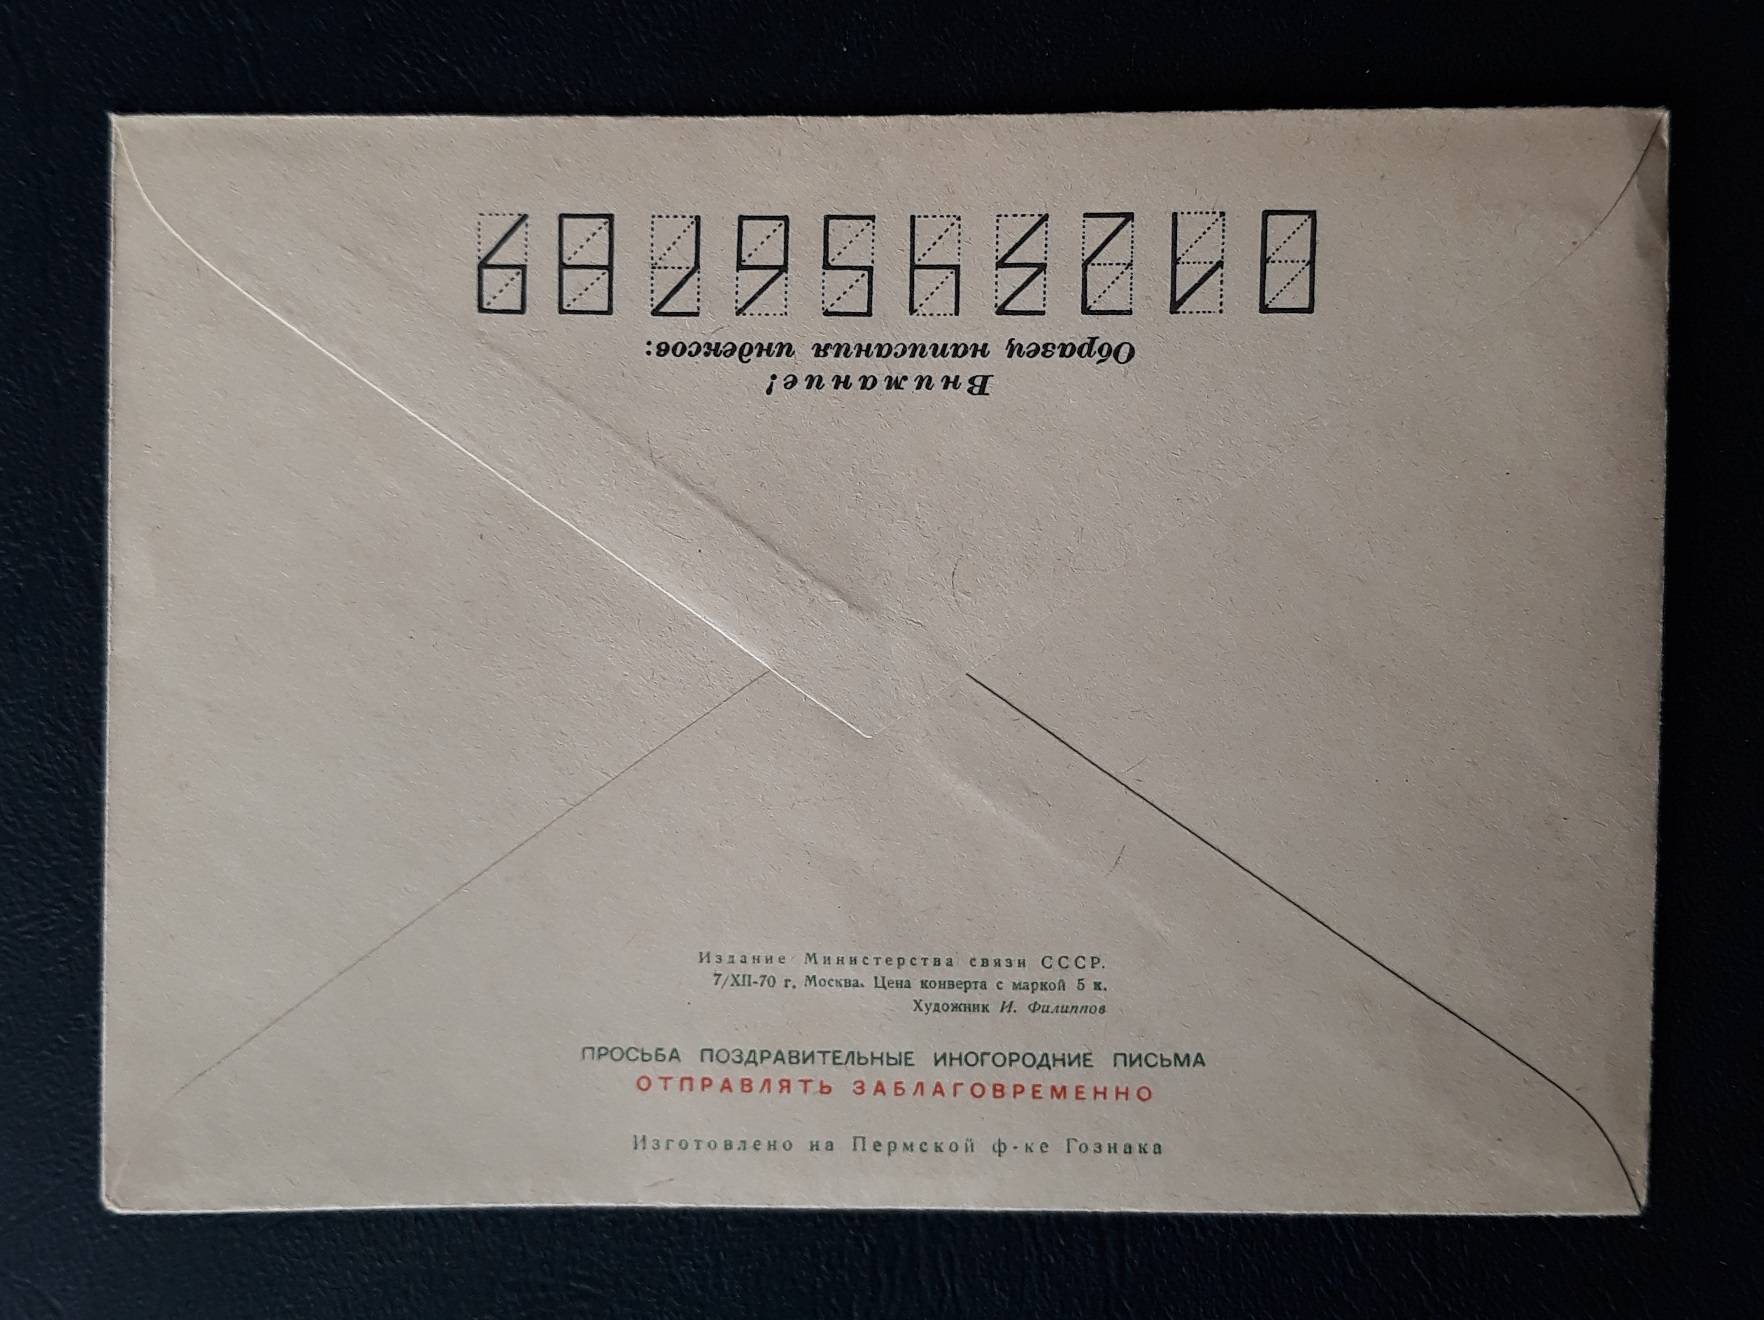 Внимание!
Образец написания индексов:
0123456789
Издание Министерства связи СССР.
7/XII-70 г. Москва. Цена конверта с маркой 5 к.
Художник И. Филиппов
ПРОСЬБА ПОЗДРАВИТЕЛЬНЫЕ ИНОГОРОДНИЕ ПИСЬМА
ОТПРАВЛЯТЬ ЗАБЛАГОВРЕМЕННО
Изготовлено на Пермской ф-ке Гознака